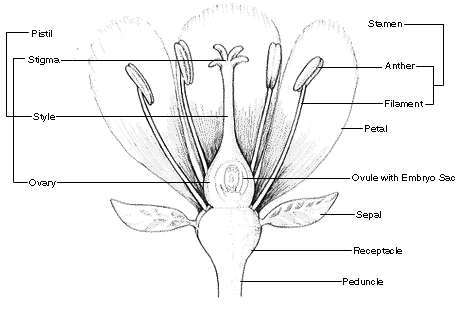 Pistil
Stigma
Style
Ovary
Stamen
Anther
Filament
Petal
Ovule with Embryo Sac
Sepal
Receptacle
Peduncle